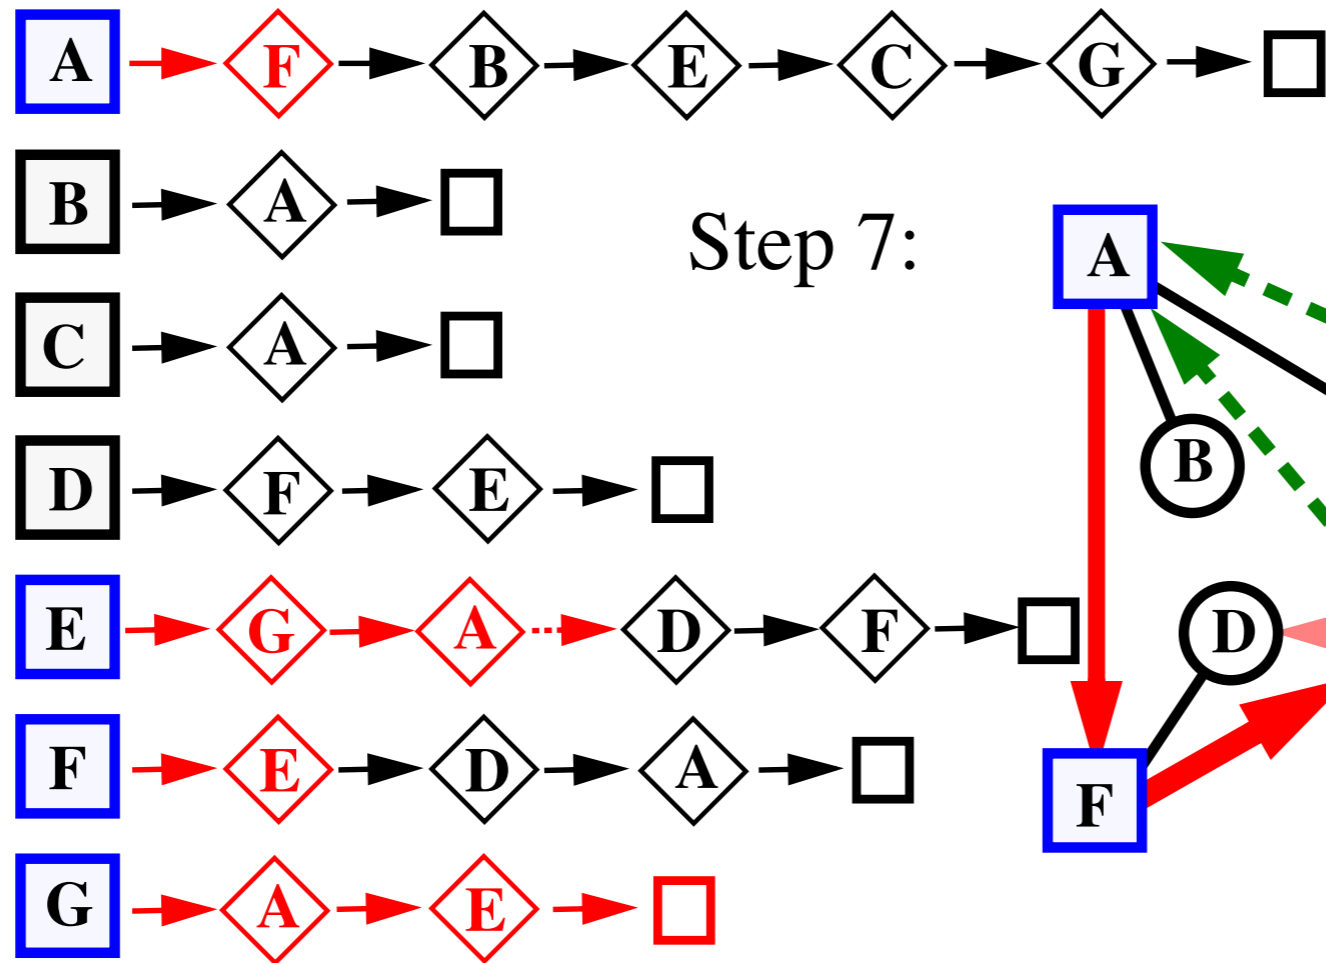 A F B E C G
B A
Step 7:
A
C A
B
D F E
E G A D F
D
F E D A
F
G A E